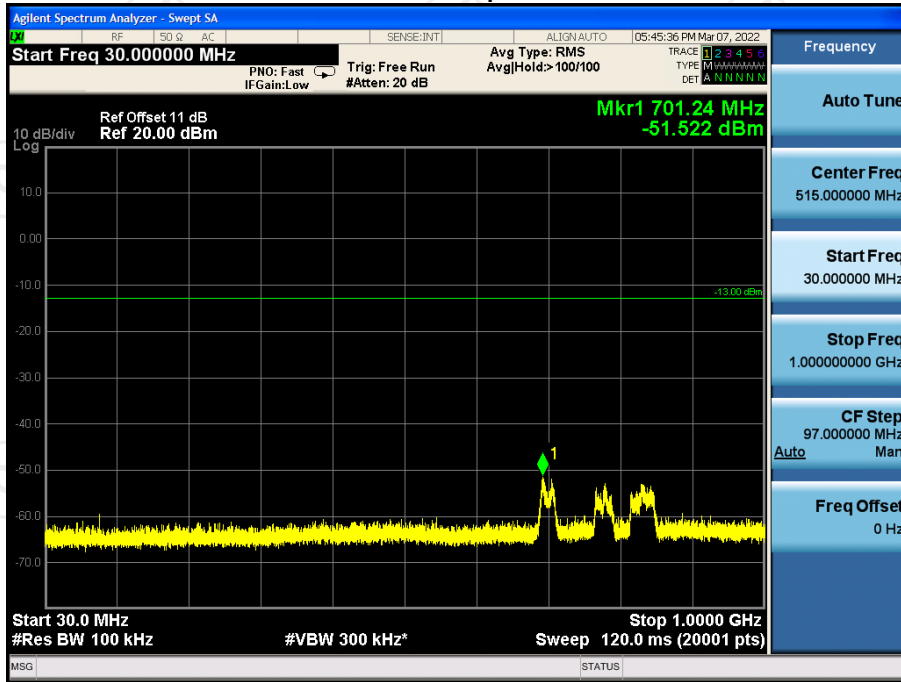 Agilent Spectrum Analyzer - Swept SA
LXI RF 50 Ω AC SENSE:INT ALIGNAUTO 05:45:36 PM Mar 07, 2022
Start Freq 30.000000 MHz
PNO: Fast
IFGain:Low
Trig: Free Run
#Atten: 20 dB
Avg Type: RMS
Avg|Hold:>100/100
TRACE 1 2 3 4 5 6
TYPE M
DET A N N N N N
Frequency
Mkr1 701.24 MHz
-51.522 dBm
Ref Offset 11 dB
Ref 20.00 dBm
10 dB/div
Log
10.0
0.00
-10.0
-20.0
-30.0
-40.0
-50.0
-60.0
-70.0
-13.00 dBm
1
Start 30.0 MHz
Stop 1.0000 GHz
#Res BW 100 kHz
#VBW 300 kHz*
Sweep 120.0 ms (20001 pts)
MSG
STATUS
Auto Tune
Center Freq
515.000000 MHz
Start Freq
30.000000 MHz
Stop Freq
1.000000000 GHz
CF Step
97.000000 MHz
Auto Man
Freq Offset
0 Hz